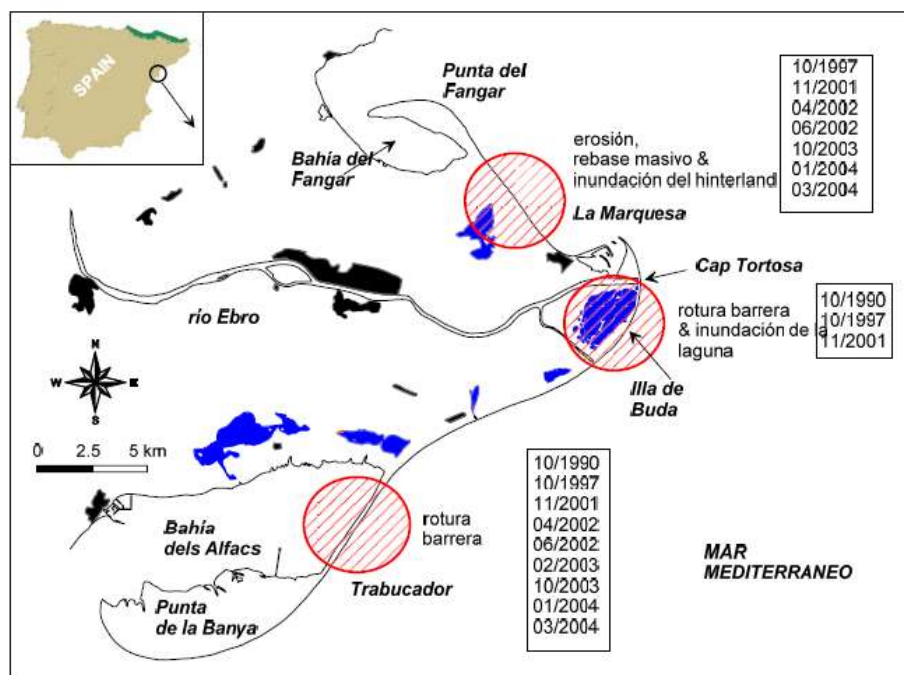 SPAIN
Punta del
Fangar
Bahía del
Fangar
erosión,
rebase masivo &
inundación del hinterland
La Marquesa
10/1997
11/2001
04/2002
06/2002
10/2003
01/2004
03/2004
Cap Tortosa
río Ebro
rotura barrera
& inundación de la
laguna
10/1990
10/1997
11/2001
Illa de
Buda
N
W
E
S
0 2.5 5 km
Bahía
dels Alfacs
rotura
barrera
Trabucador
Punta
de la Banya
10/1990
10/1997
11/2001
04/2002
06/2002
02/2003
10/2003
01/2004
03/2004
MAR
MEDITERRANEO